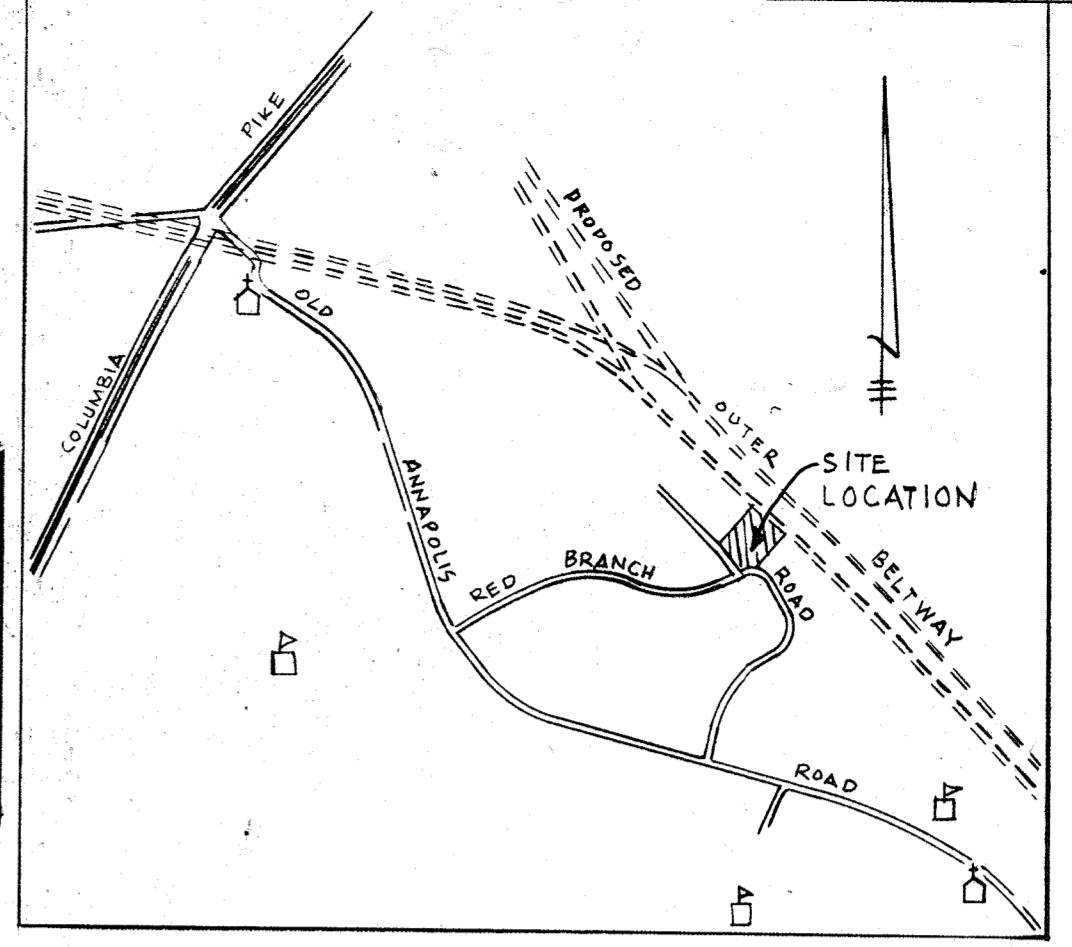 COLUMBIA PIKE
PROPOSED OUTER BELTWAY
OLD ANNAPOLIS ROAD
SITE
LOCATION
RED BRANCH ROAD